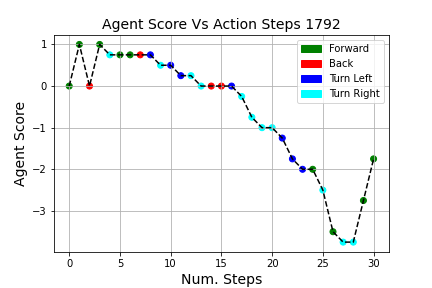 Agent Score Vs Action Steps 1792
Agent Score
1
0
−1
−2
−3
Forward
Back
Turn Left
Turn Right
0 5 10 15 20 25 30
Num. Steps